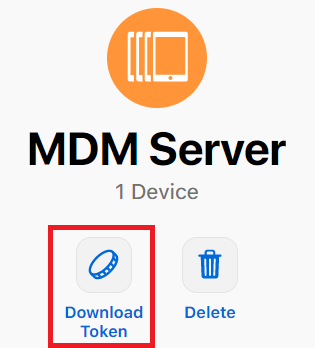 MDM Server
1 Device
Download Delete
Token